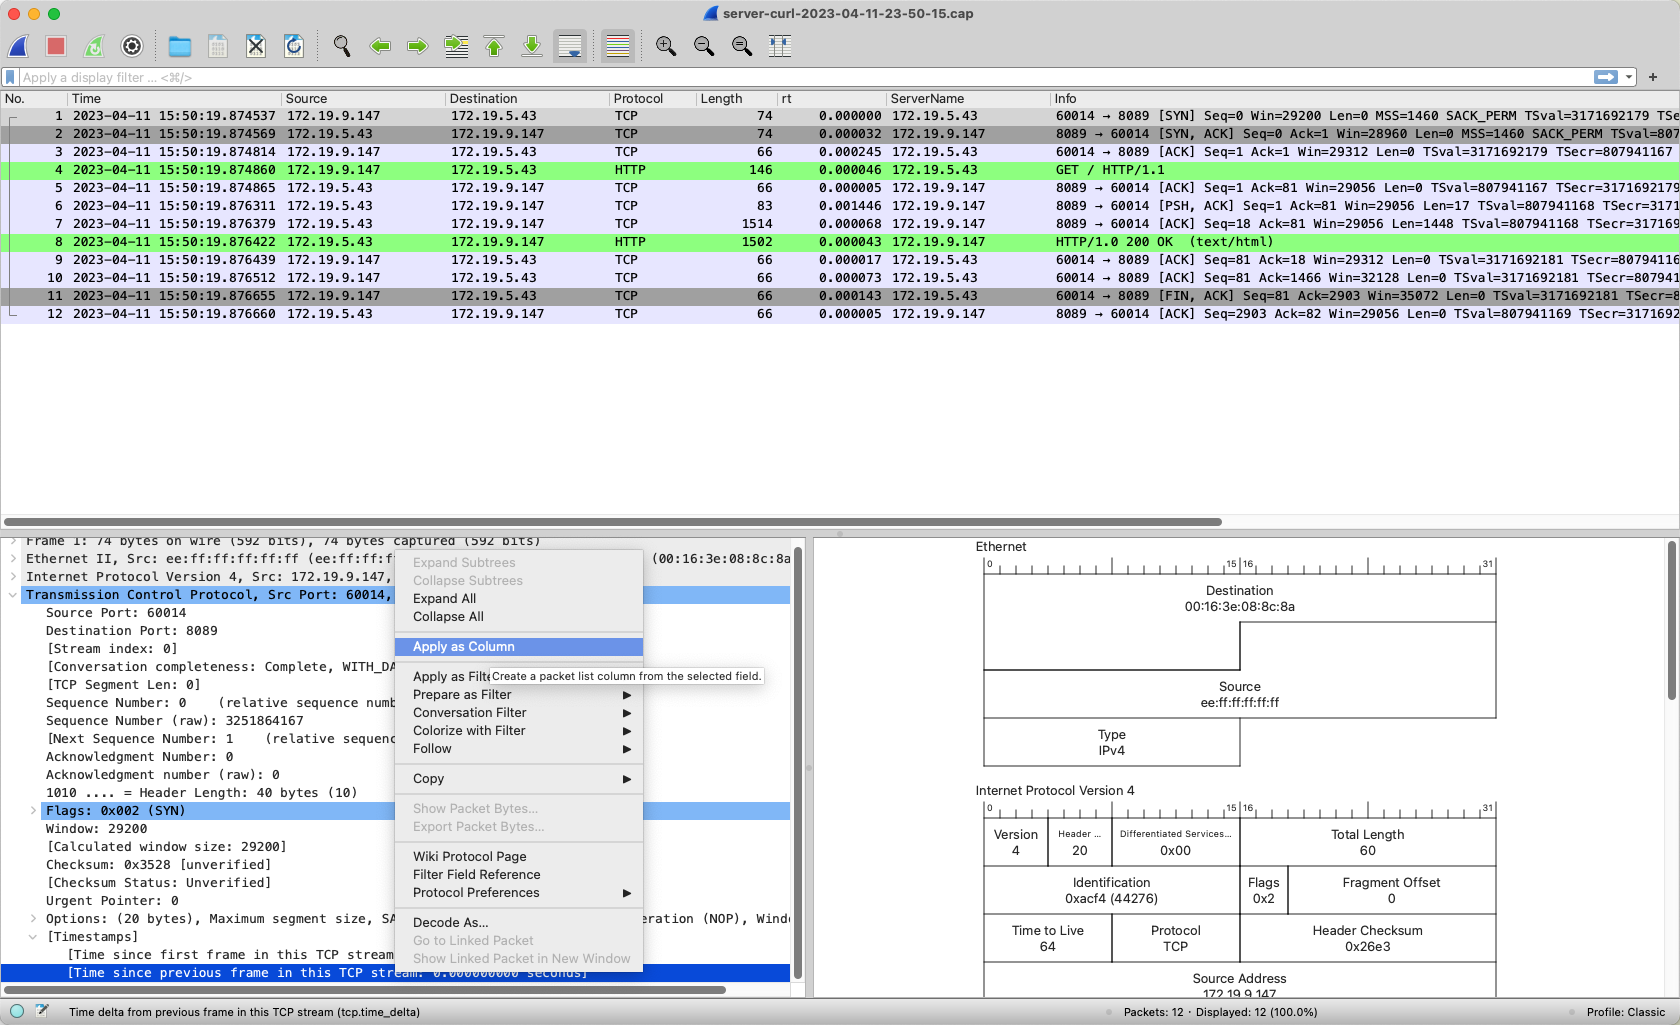 server-curl-2023-04-11-23-50-15.cap
Apply a display filter ... <⌘/>
+
No. Time Source Destination Protocol Length rt ServerName Info
1 2023-04-11 15:50:19.874537 172.19.9.147 172.19.5.43 TCP 74 0.000000 172.19.5.43 60014 → 8089 [SYN] Seq=0 Win=29200 Len=0 MSS=1460 SACK_PERM TSval=3171692179 TSe
2 2023-04-11 15:50:19.874569 172.19.5.43 172.19.9.147 TCP 74 0.000032 172.19.9.147 8089 → 60014 [SYN, ACK] Seq=0 Ack=1 Win=28960 Len=0 MSS=1460 SACK_PERM TSval=807
3 2023-04-11 15:50:19.874814 172.19.9.147 172.19.5.43 TCP 66 0.000245 172.19.5.43 60014 → 8089 [ACK] Seq=1 Ack=1 Win=29312 Len=0 TSval=3171692179 TSecr=807941167
4 2023-04-11 15:50:19.874860 172.19.9.147 172.19.5.43 HTTP 146 0.000046 172.19.5.43 GET / HTTP/1.1
5 2023-04-11 15:50:19.874865 172.19.5.43 172.19.9.147 TCP 66 0.000005 172.19.9.147 8089 → 60014 [ACK] Seq=1 Ack=81 Win=29056 Len=0 TSval=807941167 TSecr=3171692179
6 2023-04-11 15:50:19.876311 172.19.5.43 172.19.9.147 TCP 83 0.001446 172.19.9.147 8089 → 60014 [PSH, ACK] Seq=1 Ack=81 Win=29056 Len=17 TSval=807941168 TSecr=3171
7 2023-04-11 15:50:19.876379 172.19.5.43 172.19.9.147 TCP 1514 0.000068 172.19.9.147 8089 → 60014 [ACK] Seq=18 Ack=81 Win=29056 Len=1448 TSval=807941168 TSecr=31716
8 2023-04-11 15:50:19.876422 172.19.5.43 172.19.9.147 HTTP 1502 0.000043 172.19.9.147 HTTP/1.0 200 OK (text/html)
9 2023-04-11 15:50:19.876439 172.19.9.147 172.19.5.43 TCP 66 0.000017 172.19.5.43 60014 → 8089 [ACK] Seq=81 Ack=18 Win=29312 Len=0 TSval=3171692181 TSecr=80794116
10 2023-04-11 15:50:19.876512 172.19.9.147 172.19.5.43 TCP 66 0.000073 172.19.5.43 60014 → 8089 [ACK] Seq=81 Ack=1466 Win=32128 Len=0 TSval=3171692181 TSecr=807941
11 2023-04-11 15:50:19.876655 172.19.9.147 172.19.5.43 TCP 66 0.000143 172.19.5.43 60014 → 8089 [FIN, ACK] Seq=81 Ack=2903 Win=35072 Len=0 TSval=3171692181 TSecr=8
12 2023-04-11 15:50:19.876660 172.19.5.43 172.19.9.147 TCP 66 0.000005 172.19.9.147 8089 → 60014 [ACK] Seq=2903 Ack=82 Win=29056 Len=0 TSval=807941169 TSecr=3171692
Frame 1: 74 bytes on wire (592 bits), 74 bytes captured (592 bits)
Ethernet II, Src: ee:ff:ff:ff:ff:ff (ee:ff:ff:f (00:16:3e:08:8c:8a
Internet Protocol Version 4, Src: 172.19.9.147,
Transmission Control Protocol, Src Port: 60014,
Source Port: 60014
Destination Port: 8089
[Stream index: 0]
[Conversation completeness: Complete, WITH_DA
[TCP Segment Len: 0]
Sequence Number: 0 (relative sequence numb
Sequence Number (raw): 3251864167
[Next Sequence Number: 1 (relative sequenc
Acknowledgment Number: 0
Acknowledgment number (raw): 0
1010 .... = Header Length: 40 bytes (10)
Flags: 0x002 (SYN)
Window: 29200
[Calculated window size: 29200]
Checksum: 0x3528 [unverified]
[Checksum Status: Unverified]
Urgent Pointer: 0
Options: (20 bytes), Maximum segment size, SA eration (NOP), Wind
[Timestamps]
[Time since first frame in this TCP stream
[Time since previous frame in this TCP stream: 0.000000000 seconds]
Expand Subtrees
Collapse Subtrees
Expand All
Collapse All
Apply as Column
Apply as Filte
Create a packet list column from the selected field.
Prepare as Filter
Conversation Filter
Colorize with Filter
Follow
Copy
Show Packet Bytes...
Export Packet Bytes...
Wiki Protocol Page
Filter Field Reference
Protocol Preferences
Decode As...
Go to Linked Packet
Show Linked Packet in New Window
Ethernet
0 15 16 31
Destination
00:16:3e:08:8c:8a
Source
ee:ff:ff:ff:ff:ff
Type
IPv4
Internet Protocol Version 4
0 15 16 31
Version Header ... Differentiated Services... Total Length
4 20 0x00 60
Identification Flags Fragment Offset
0xacf4 (44276) 0x2 0
Time to Live Protocol Header Checksum
64 TCP 0x26e3
Source Address
172.19.9.147
Time delta from previous frame in this TCP stream (tcp.time_delta)
Packets: 12 · Displayed: 12 (100.0%)
Profile: Classic